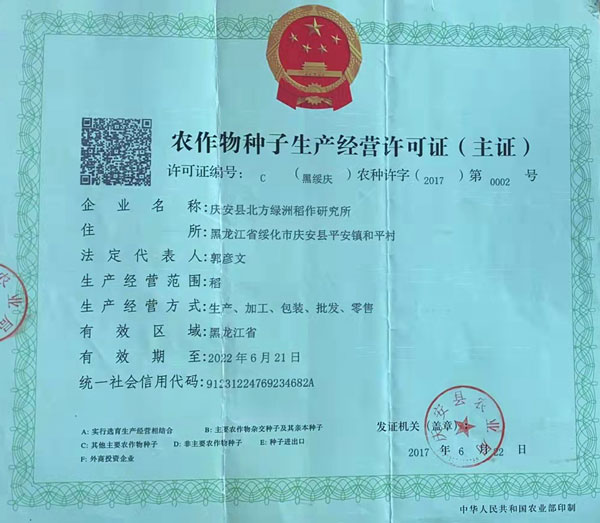 农作物种子生产经营许可证（主证）
许可证编号： C （黑绥庆）农种许字（2017）第 0002 号
企业名称：庆安县北方绿洲稻作研究所
住所：黑龙江省绥化市庆安县平安镇和平村
法定代表人：郭彦文
生产经营范围：稻
生产经营方式：生产、加工、包装、批发、零售
有效区域：黑龙江省
有效期至：2022年6月21日
统一社会信用代码：91231224769234682A
A: 实行选育生产经营相结合 B: 主要农作物杂交种子及其亲本种子
C: 其他主要农作物种子 D: 非主要农作物种子 E: 种子进出口
F: 外商投资企业
发证机关（盖章）：
2017 年 6 月 22 日
中华人民共和国农业部印制